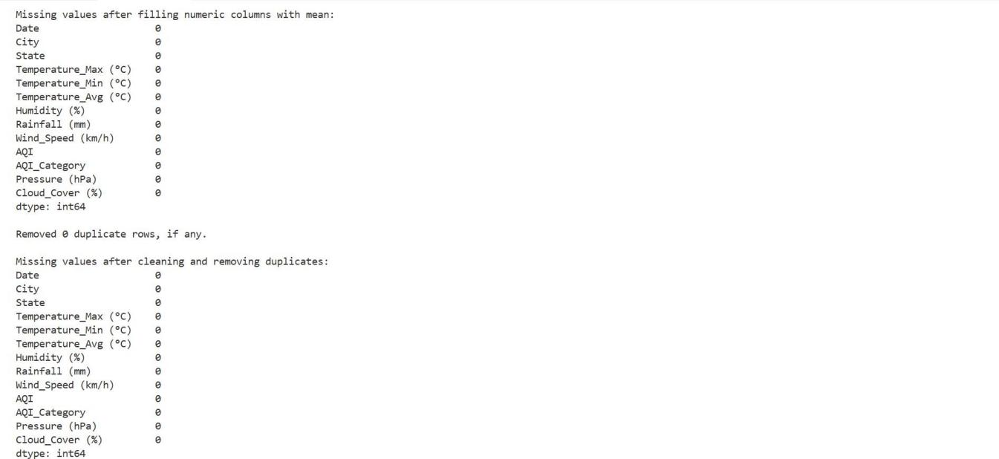 Missing values after filling numeric columns with mean:
Date 0
City 0
State 0
Temperature_Max (°C) 0
Temperature_Min (°C) 0
Temperature_Avg (°C) 0
Humidity (%) 0
Rainfall (mm) 0
Wind_Speed (km/h) 0
AQI 0
AQI_Category 0
Pressure (hPa) 0
Cloud_Cover (%) 0
dtype: int64
Removed 0 duplicate rows, if any.
Missing values after cleaning and removing duplicates:
Date 0
City 0
State 0
Temperature_Max (°C) 0
Temperature_Min (°C) 0
Temperature_Avg (°C) 0
Humidity (%) 0
Rainfall (mm) 0
Wind_Speed (km/h) 0
AQI 0
AQI_Category 0
Pressure (hPa) 0
Cloud_Cover (%) 0
dtype: int64